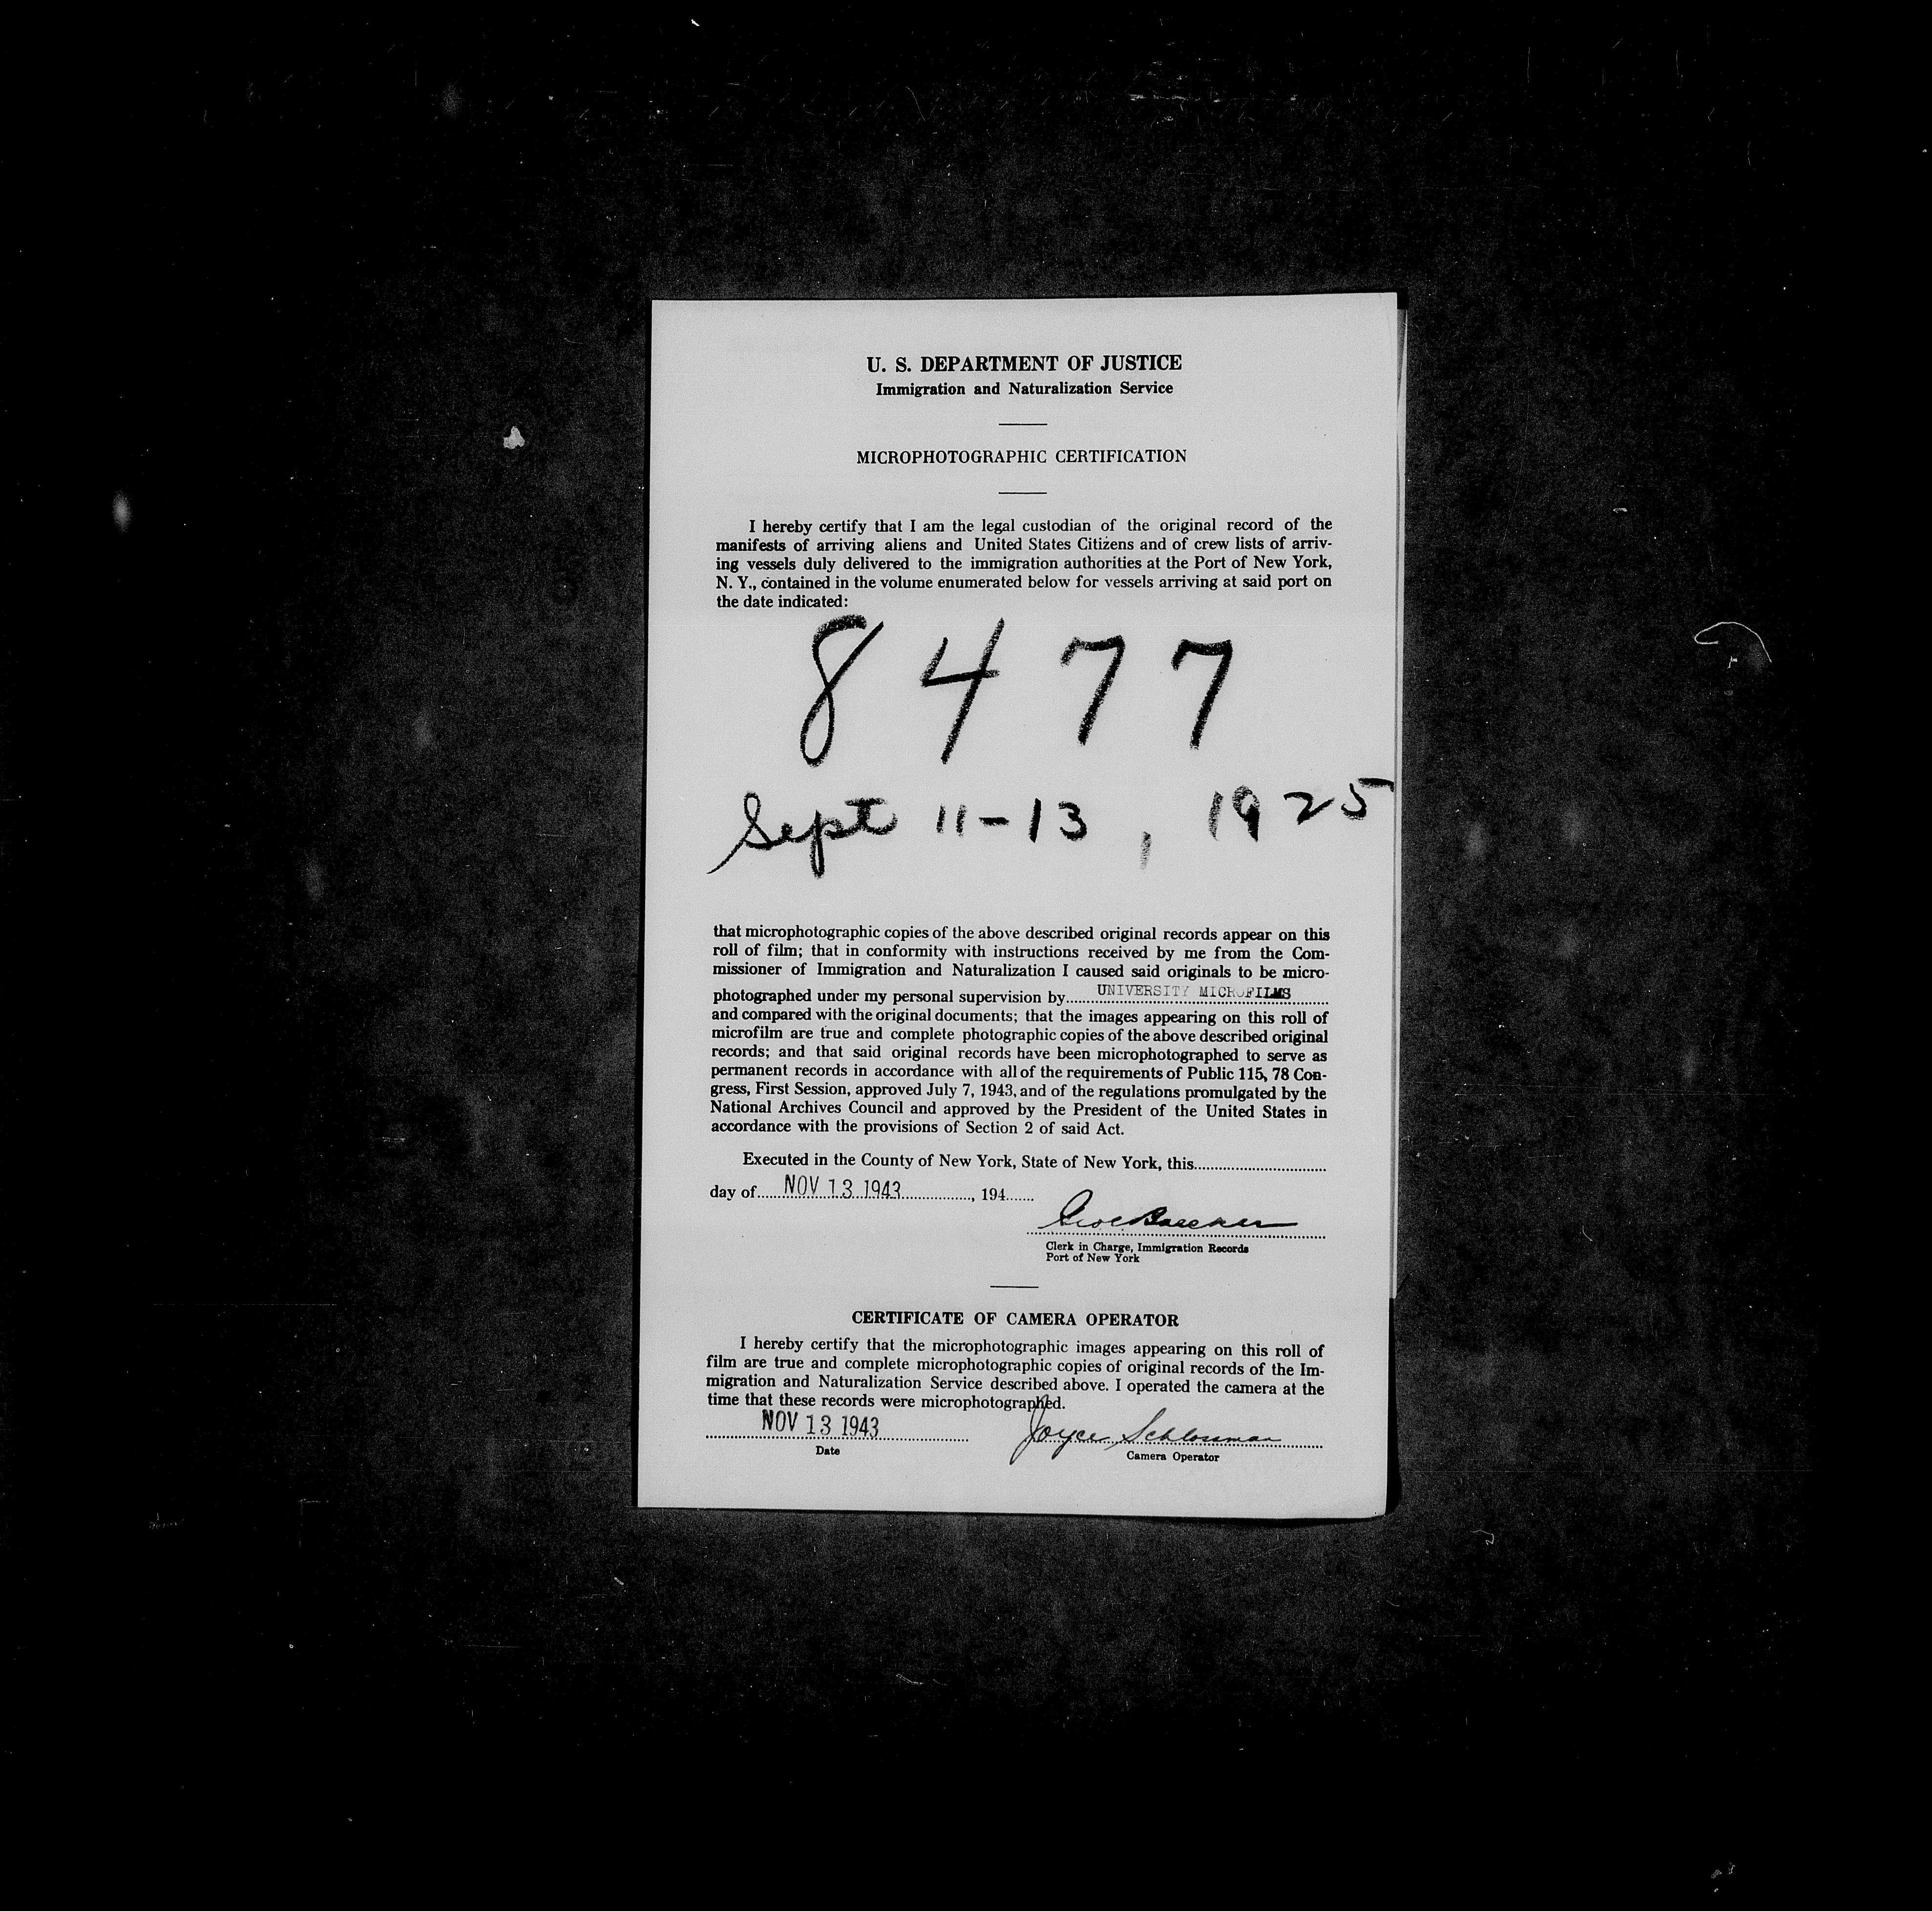 U. S. DEPARTMENT OF JUSTICE
Immigration and Naturalization Service
MICROPHOTOGRAPHIC CERTIFICATION
I hereby certify that I am the legal custodian of the original record of the
manifests of arriving aliens and United States Citizens and of crew lists of arriv-
ing vessels duly delivered to the immigration authorities at the Port of New York,
N. Y., contained in the volume enumerated below for vessels arriving at said port on
the date indicated:
8477
Sept 11-13, 1925
that microphotographic copies of the above described original records appear on this
roll of film; that in conformity with instructions received by me from the Com-
missioner of Immigration and Naturalization I caused said originals to be micro-
photographed under my personal supervision by UNIVERSITY MICROFILMS
and compared with the original documents; that the images appearing on this roll of
microfilm are true and complete photographic copies of the above described original
records; and that said original records have been microphotographed to serve as
permanent records in accordance with all of the requirements of Public 115, 78 Con-
gress, First Session, approved July 7, 1943, and of the regulations promulgated by the
National Archives Council and approved by the President of the United States in
accordance with the provisions of Section 2 of said Act.
Executed in the County of New York, State of New York, this
day of NOV 13 1943, 194
Clerk in Charge, Immigration Records
Port of New York
CERTIFICATE OF CAMERA OPERATOR
I hereby certify that the microphotographic images appearing on this roll of
film are true and complete microphotographic copies of original records of the Im-
migration and Naturalization Service described above. I operated the camera at the
time that these records were microphotographed.
NOV 13 1943 Joyce Schlossman
Date Camera Operator